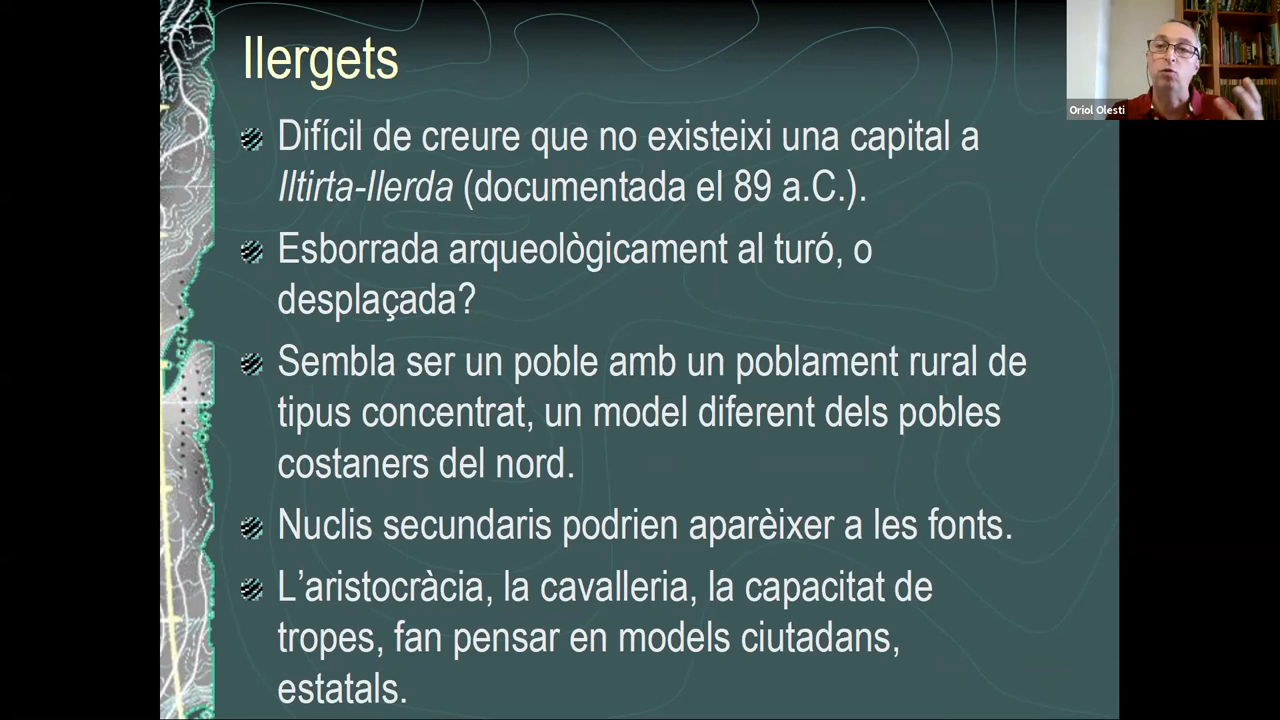 Ilergets
Difícil de creure que no existeixi una capital a
Iltirta-Ilerda (documentada el 89 a.C.).
Esborrada arqueològicament al turó, o
desplaçada?
Sembla ser un poble amb un poblament rural de
tipus concentrat, un model diferent dels pobles
costaners del nord.
Nuclis secundaris podrien aparèixer a les fonts.
L’aristocràcia, la cavalleria, la capacitat de
tropes, fan pensar en models ciutadans,
estatals.
Oriol Olesti